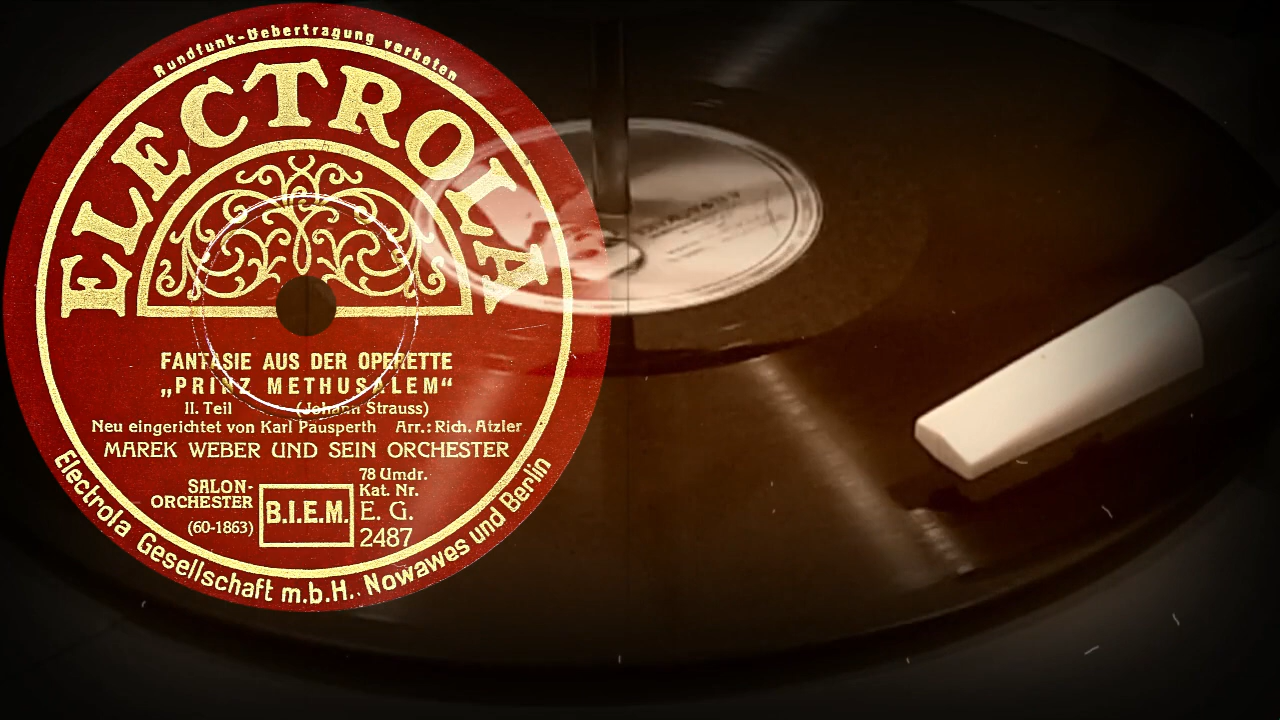 Rundfunk-Uebertragung verboten
ELECTROLA
FANTASIE AUS DER OPERETTE
„PRINZ METHUSALEM“
II. Teil (Johann Strauss)
Neu eingerichtet von Karl Pausperth Arr.: Rich. Atzler
MAREK WEBER UND SEIN ORCHESTER
SALON-
ORCHESTER
(60-1863)
B.I.E.M.
78 Umdr.
Kat. Nr.
E. G.
2487
Electrola Gesellschaft m.b.H. Nowawes und Berlin